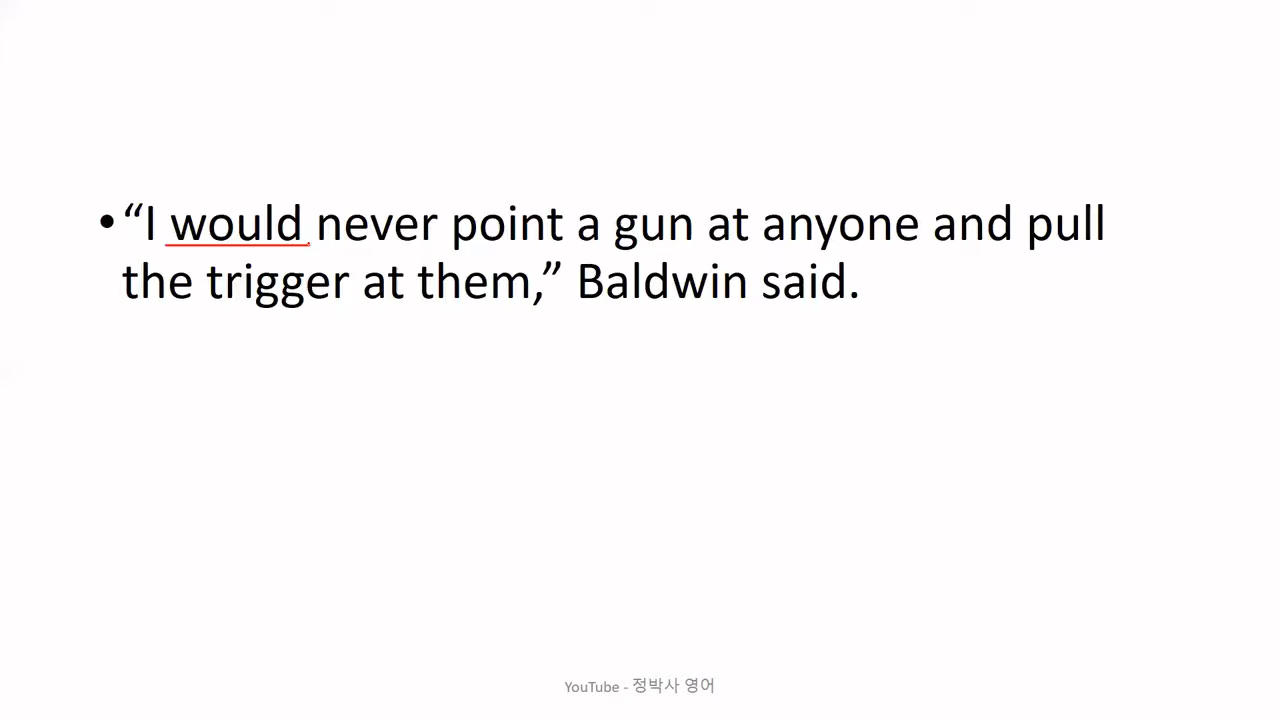 • “I would never point a gun at anyone and pull
the trigger at them,” Baldwin said.
YouTube - 정박사 영어